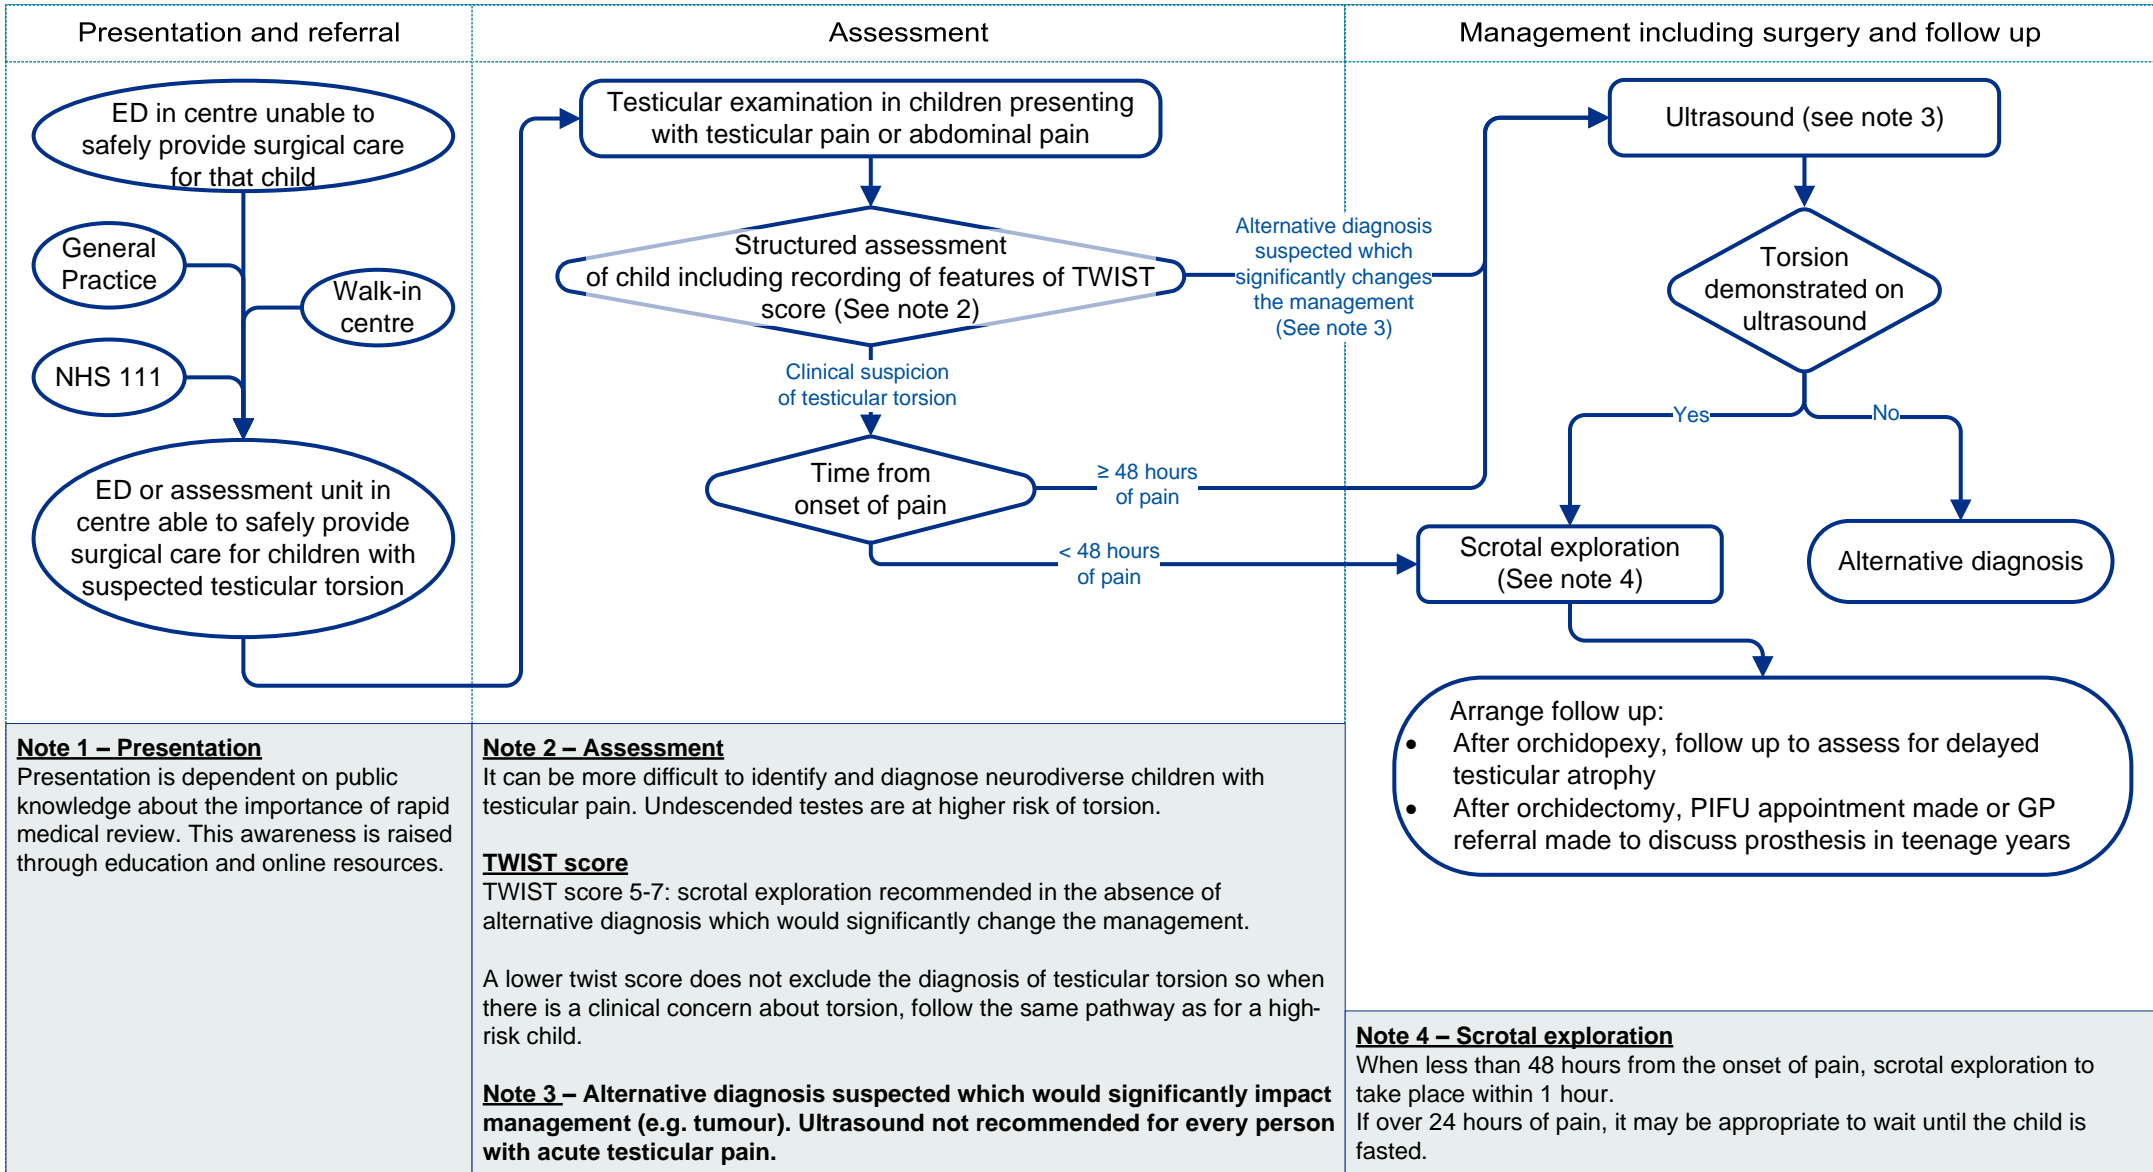 Presentation and referral
Assessment
Management including surgery and follow up
ED in centre unable to
safely provide surgical care
for that child
General
Practice
Walk-in
centre
NHS 111
ED or assessment unit in
centre able to safely provide
surgical care for children with
suspected testicular torsion
Testicular examination in children presenting
with testicular pain or abdominal pain
Structured assessment
of child including recording of features of TWIST
score (See note 2)
Alternative diagnosis
suspected which
significantly changes
the management
(See note 3)
Clinical suspicion
of testicular torsion
Time from
onset of pain
≥ 48 hours
of pain
< 48 hours
of pain
Ultrasound (see note 3)
Torsion
demonstrated on
ultrasound
Yes
No
Scrotal exploration
(See note 4)
Alternative diagnosis
Arrange follow up:
• After orchidopexy, follow up to assess for delayed
testicular atrophy
• After orchidectomy, PIFU appointment made or GP
referral made to discuss prosthesis in teenage years
Note 1 – Presentation
Presentation is dependent on public
knowledge about the importance of rapid
medical review. This awareness is raised
through education and online resources.
Note 2 – Assessment
It can be more difficult to identify and diagnose neurodiverse children with
testicular pain. Undescended testes are at higher risk of torsion.
TWIST score
TWIST score 5-7: scrotal exploration recommended in the absence of
alternative diagnosis which would significantly change the management.
A lower twist score does not exclude the diagnosis of testicular torsion so when
there is a clinical concern about torsion, follow the same pathway as for a high-
risk child.
Note 3 – Alternative diagnosis suspected which would significantly impact
management (e.g. tumour). Ultrasound not recommended for every person
with acute testicular pain.
Note 4 – Scrotal exploration
When less than 48 hours from the onset of pain, scrotal exploration to
take place within 1 hour.
If over 24 hours of pain, it may be appropriate to wait until the child is
fasted.